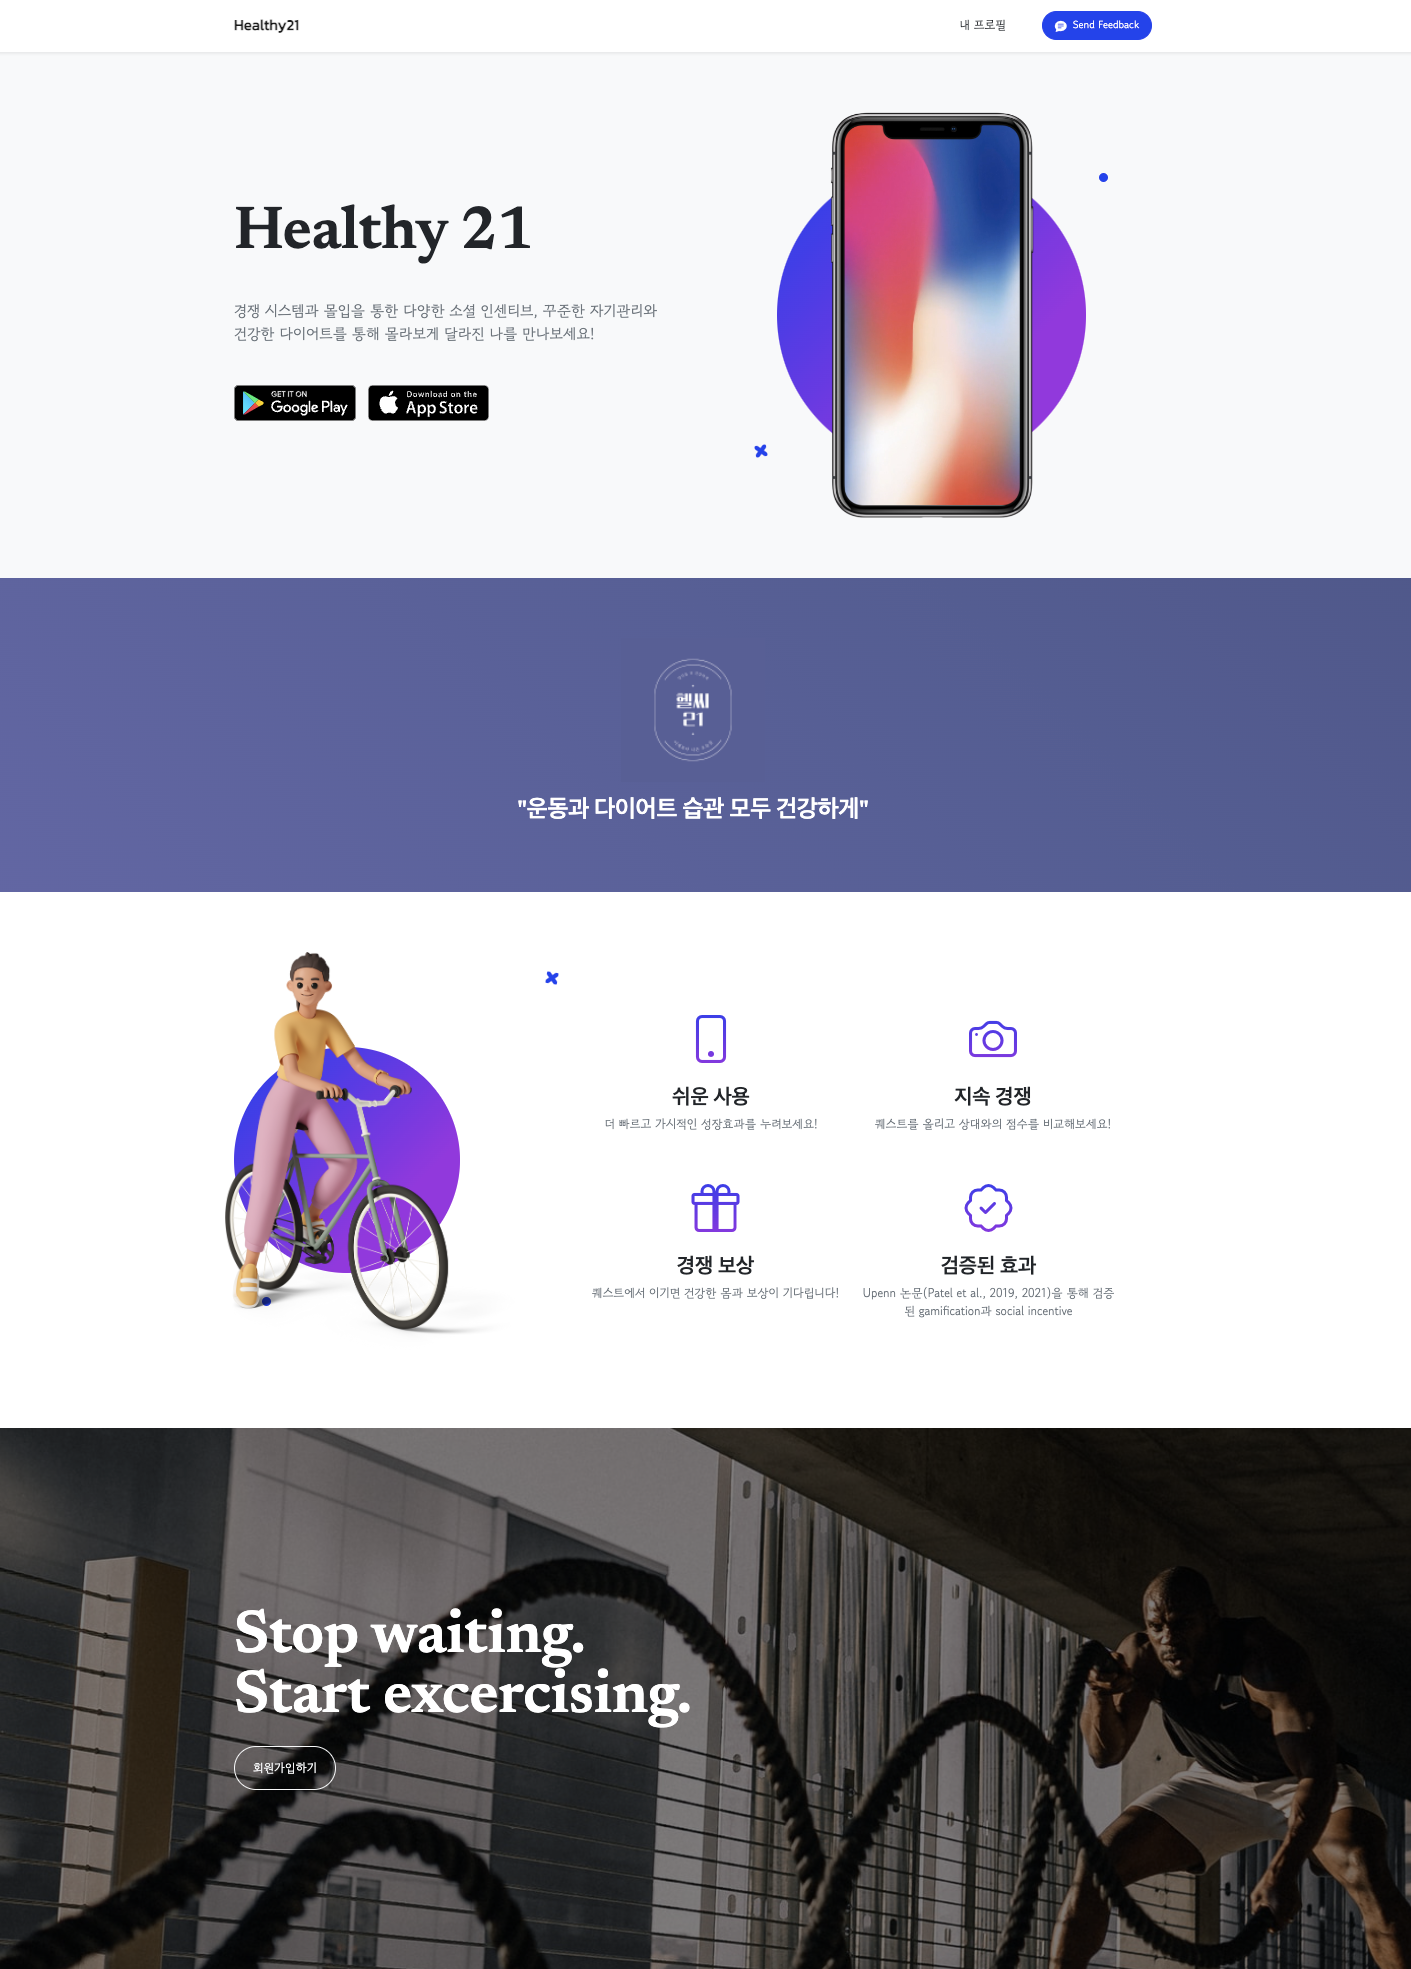 Healthy21
내 프로필
Send Feedback
Healthy 21
경쟁 시스템과 몰입을 통한 다양한 소셜 인센티브, 꾸준한 자기관리와
건강한 다이어트를 통해 몰라보게 달라진 나를 만나보세요!
GET IT ON
Google Play
Download on the
App Store
헬씨
21
"운동과 다이어트 습관 모두 건강하게"
쉬운 사용
더 빠르고 가시적인 성장효과를 누려보세요!
지속 경쟁
퀘스트를 올리고 상대와의 점수를 비교해보세요!
경쟁 보상
퀘스트에서 이기면 건강한 몸과 보상이 기다립니다!
검증된 효과
Upenn 논문(Patel et al., 2019, 2021)을 통해 검증
된 gamification과 social incentive
Stop waiting.
Start excercising.
회원가입하기